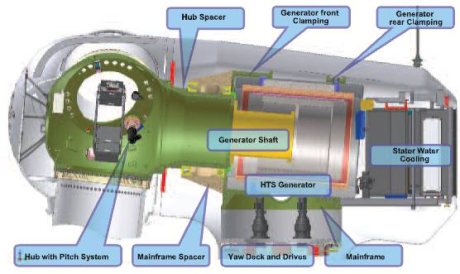 Hub Spacer
Generator front
Clamping
Generator
rear Clamping
Generator Shaft
Stator Water
Cooling
HTS Generator
Hub with Pitch System
Mainframe Spacer
Yaw Deck and Drives
Mainframe